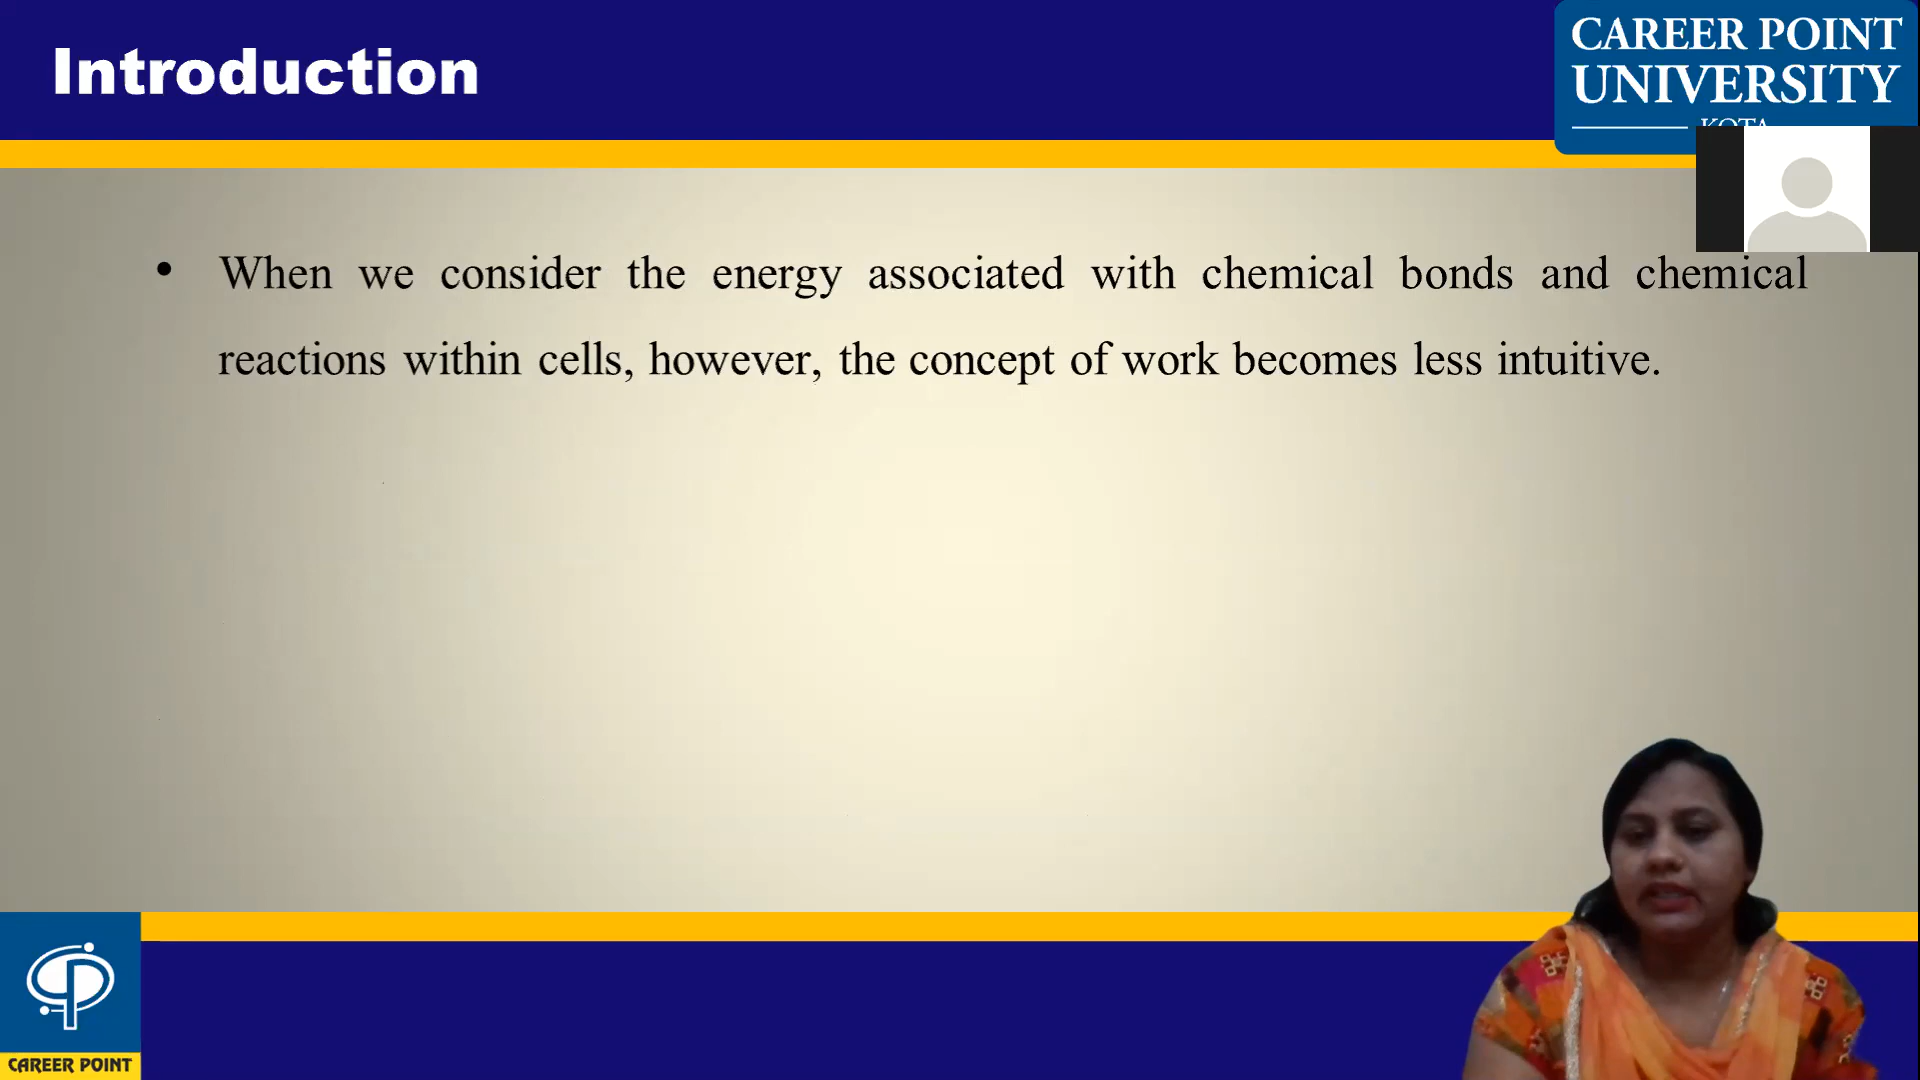 Introduction
CAREER POINT
UNIVERSITY
KOTA
• When we consider the energy associated with chemical bonds and chemical
reactions within cells, however, the concept of work becomes less intuitive.
CAREER POINT